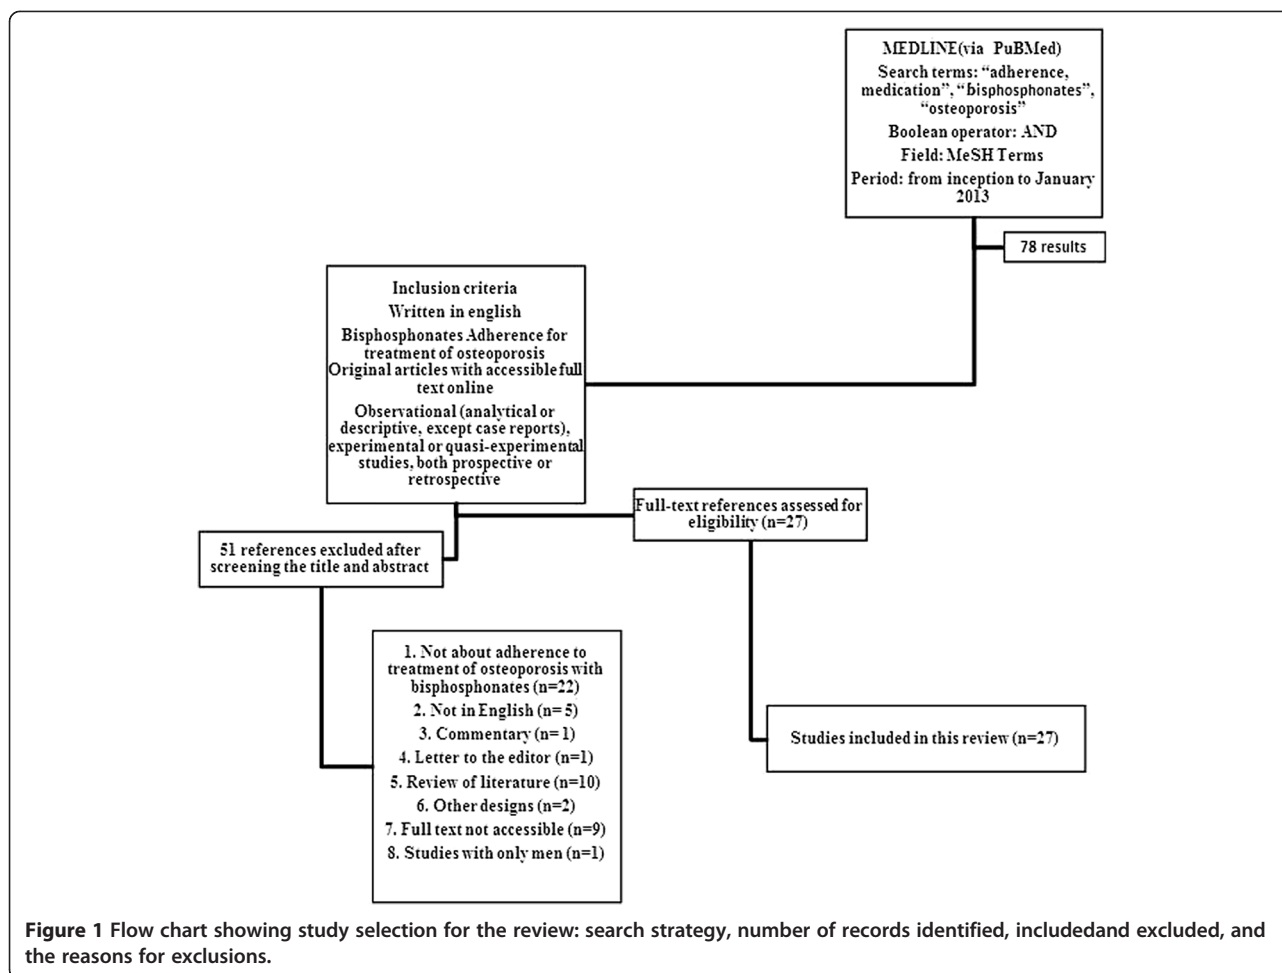 MEDLINE(via PuBMed)
Search terms: “adherence,
medication”, “bisphosphonates”,
“osteoporosis”
Boolean operator: AND
Field: MeSH Terms
Period: from inception to January
2013
78 results
Inclusion criteria
Written in english
Bisphosphonates Adherence for
treatment of osteoporosis
Original articles with accessible full
text online
Observational (analytical or
descriptive, except case reports),
experimental or quasi-experimental
studies, both prospective or
retrospective
Full-text references assessed for
eligibility (n=27)
51 references excluded after
screening the title and abstract
1. Not about adherence to
treatment of osteoporosis with
bisphosphonates (n=22)
2. Not in English (n= 5)
3. Commentary (n= 1)
4. Letter to the editor (n=1)
5. Review of literature (n=10)
6. Other designs (n=2)
7. Full text not accessible (n=9)
8. Studies with only men (n=1)
Studies included in this review (n=27)
Figure 1 Flow chart showing study selection for the review: search strategy, number of records identified, includedand excluded, and
the reasons for exclusions.